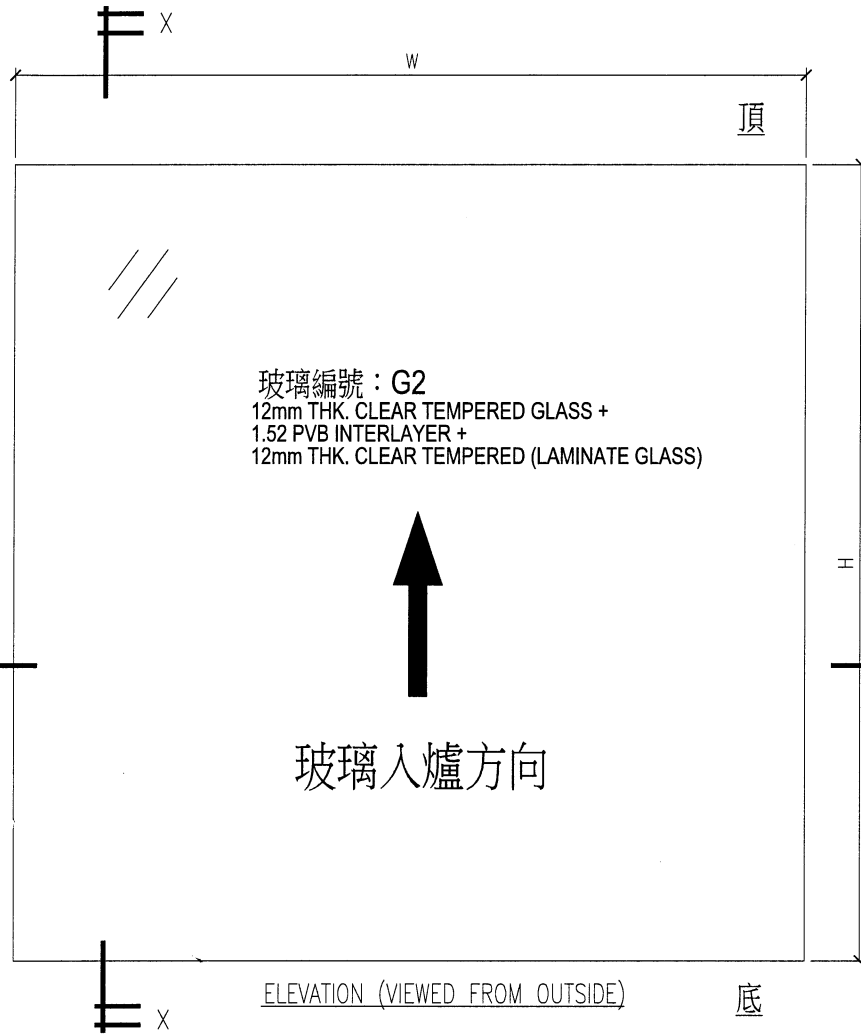 X
W
頂
玻璃編號：G2
12mm THK. CLEAR TEMPERED GLASS +
1.52 PVB INTERLAYER +
12mm THK. CLEAR TEMPERED (LAMINATE GLASS)
H
玻璃入爐方向
ELEVATION (VIEWED FROM OUTSIDE)
底
X